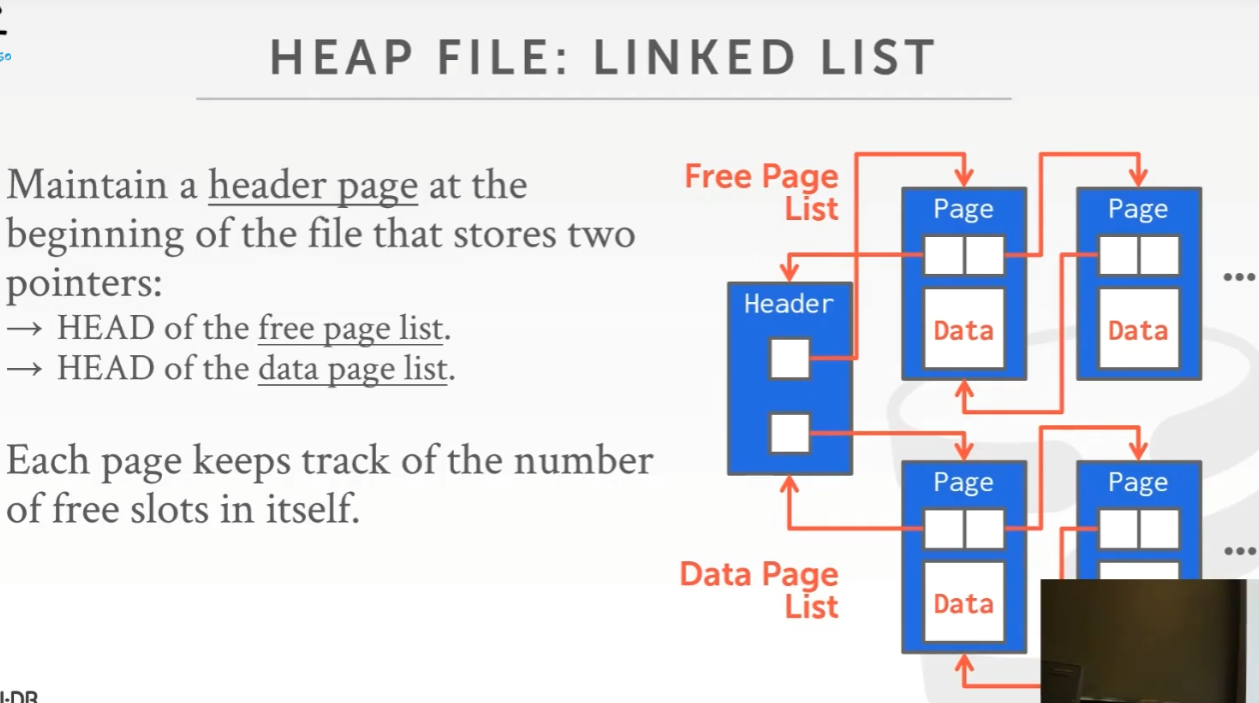 HEAP FILE: LINKED LIST
Maintain a header page at the
beginning of the file that stores two
pointers:
→ HEAD of the free page list.
→ HEAD of the data page list.
Each page keeps track of the number
of free slots in itself.
Free Page
List
Header
Page
Data
Page
Data
...
Data Page
List
Page
Data
Page
...